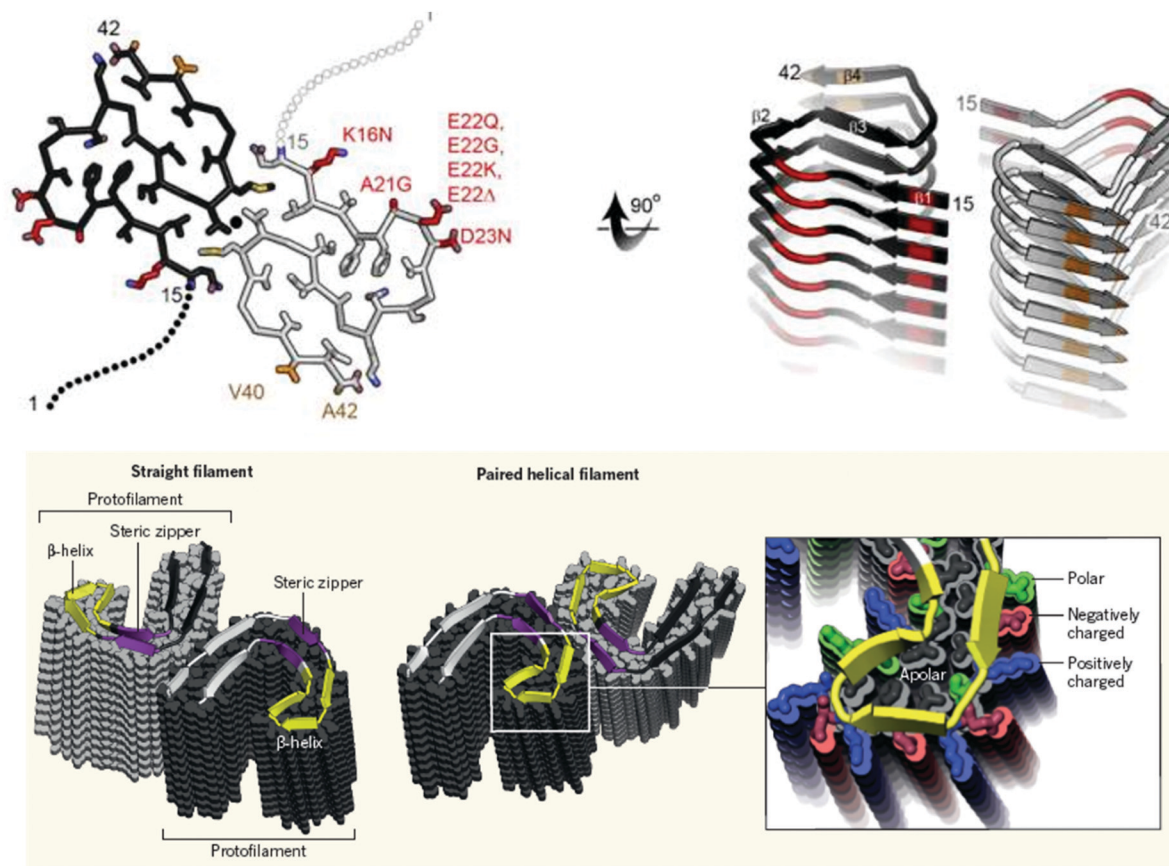 42
1
15
K16N
E22Q,
E22G,
E22K,
E22Δ
A21G
D23N
15
1
V40
A42
90°
42
β4
β2
β3
β1
15
15
42
Straight filament
Paired helical filament
Protofilament
Steric zipper
β-helix
Steric zipper
β-helix
Protofilament
Polar
Negatively
charged
Positively
charged
Apolar